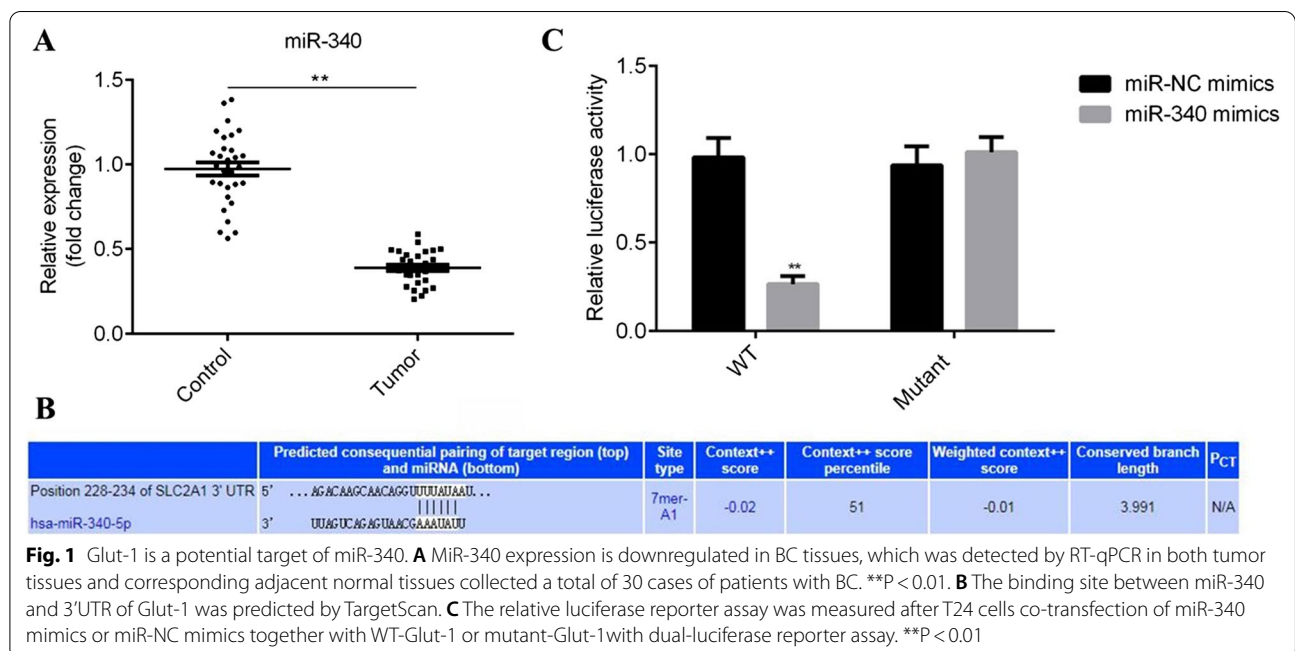 A
miR-340
**
Relative expression
(fold change)
1.5
1.0
0.5
0.0
Control
Tumor
C
Relative luciferase activity
1.5
1.0
0.5
0.0
**
WT
Mutant
miR-NC mimics
miR-340 mimics
B
Predicted consequential pairing of target region (top)
and miRNA (bottom)
Site
type
Context++
score
Context++ score
percentile
Weighted context++
score
Conserved branch
length
PCT
Position 228-234 of SLC2A1 3' UTR 5' ...AGACAAGCAACAGGUUUUAUAAU...
hsa-miR-340-5p 3' UUAGUCAGAGUAACGAAAUAUU
7mer-
A1
-0.02
51
-0.01
3.991
N/A
Fig. 1 Glut-1 is a potential target of miR-340. A MiR-340 expression is downregulated in BC tissues, which was detected by RT-qPCR in both tumor
tissues and corresponding adjacent normal tissues collected a total of 30 cases of patients with BC. **P < 0.01. B The binding site between miR-340
and 3'UTR of Glut-1 was predicted by TargetScan. C The relative luciferase reporter assay was measured after T24 cells co-transfection of miR-340
mimics or miR-NC mimics together with WT-Glut-1 or mutant-Glut-1with dual-luciferase reporter assay. **P < 0.01